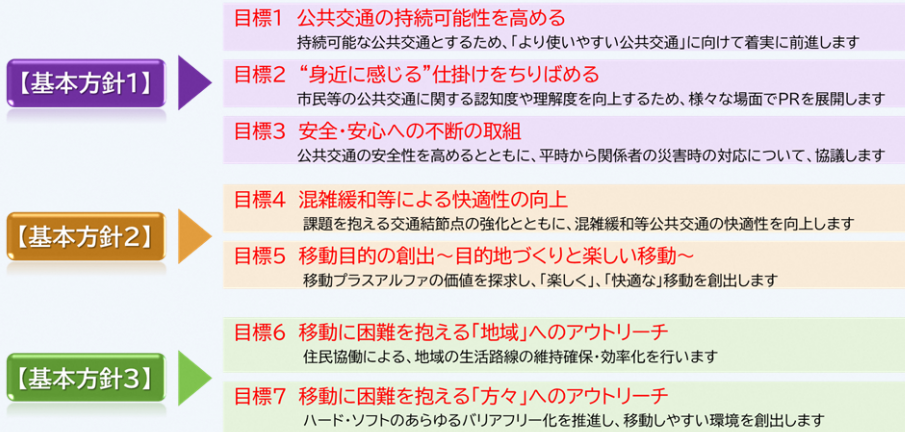 目標1 公共交通の持続可能性を高める
持続可能な公共交通とするため、「より使いやすい公共交通」に向けて着実に前進します
【基本方針1】
目標2 “身近に感じる”仕掛けをちりばめる
市民等の公共交通に関する認知度や理解度を向上するため、様々な場面でPRを展開します
目標3 安全・安心への不断の取組
公共交通の安全性を高めるとともに、平時から関係者の災害時の対応について、協議します
目標4 混雑緩和等による快適性の向上
課題を抱える交通結節点の強化とともに、混雑緩和等公共交通の快適性を向上します
【基本方針2】
目標5 移動目的の創出～目的地づくりと楽しい移動～
移動プラスアルファの価値を探求し、「楽しく」、「快適な」移動を創出します
目標6 移動に困難を抱える「地域」へのアウトリーチ
住民協働による、地域の生活路線の維持確保・効率化を行います
【基本方針3】
目標7 移動に困難を抱える「方々」へのアウトリーチ
ハード・ソフトのあらゆるバリアフリー化を推進し、移動しやすい環境を創出します